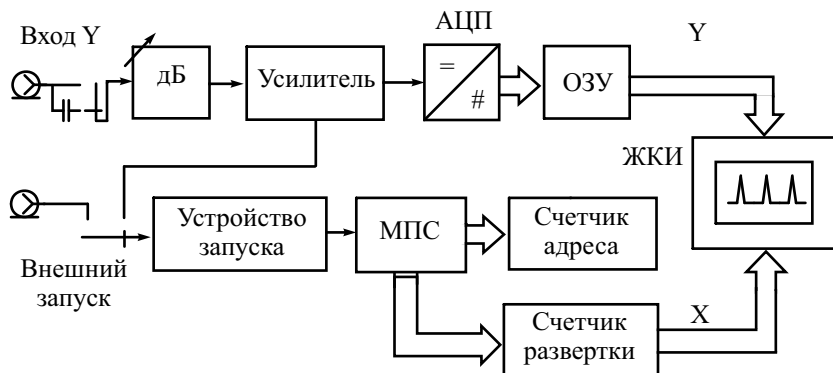 АЦП
Вход Y
Y
дБ
Усилитель
=
#
ОЗУ
ЖКИ
Устройство
запуска
МПС
Счетчик
адреса
Внешний
запуск
Счетчик
развертки
X